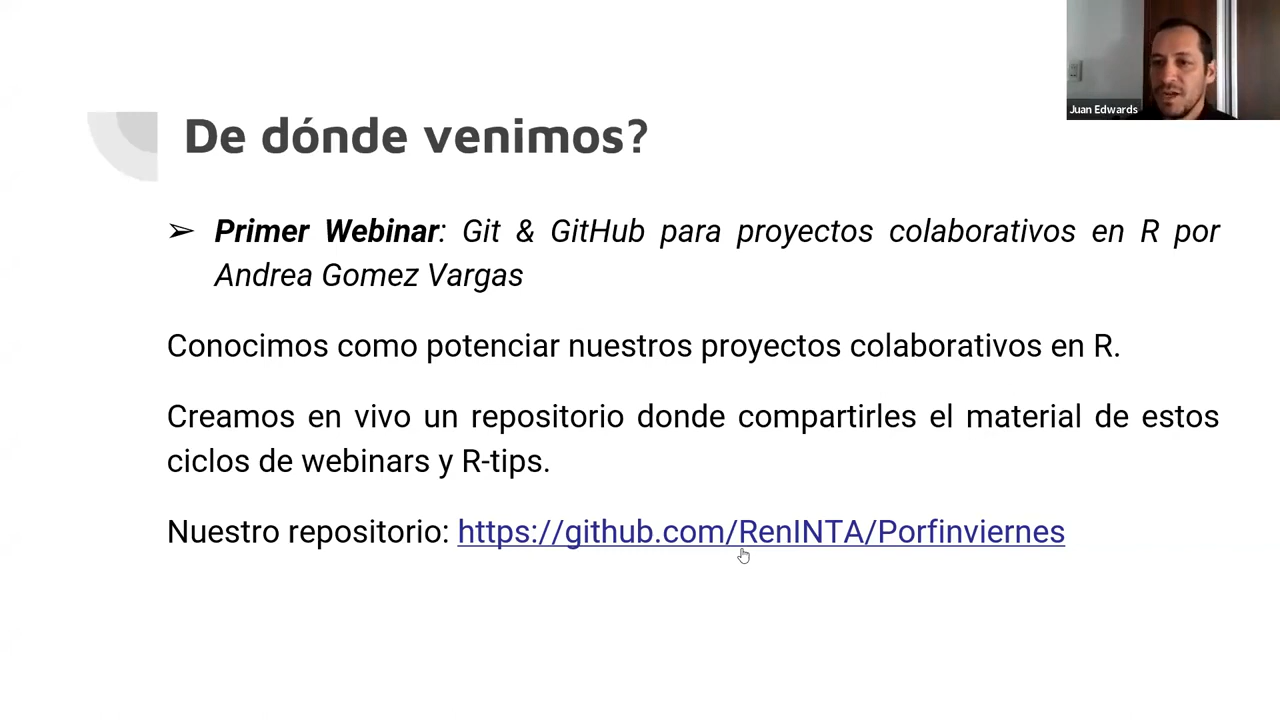 Juan Edwards
De dónde venimos?
➢ Primer Webinar: Git & GitHub para proyectos colaborativos en R por
Andrea Gomez Vargas
Conocimos como potenciar nuestros proyectos colaborativos en R.
Creamos en vivo un repositorio donde compartirles el material de estos
ciclos de webinars y R-tips.
Nuestro repositorio: https://github.com/RenINTA/Porfinviernes